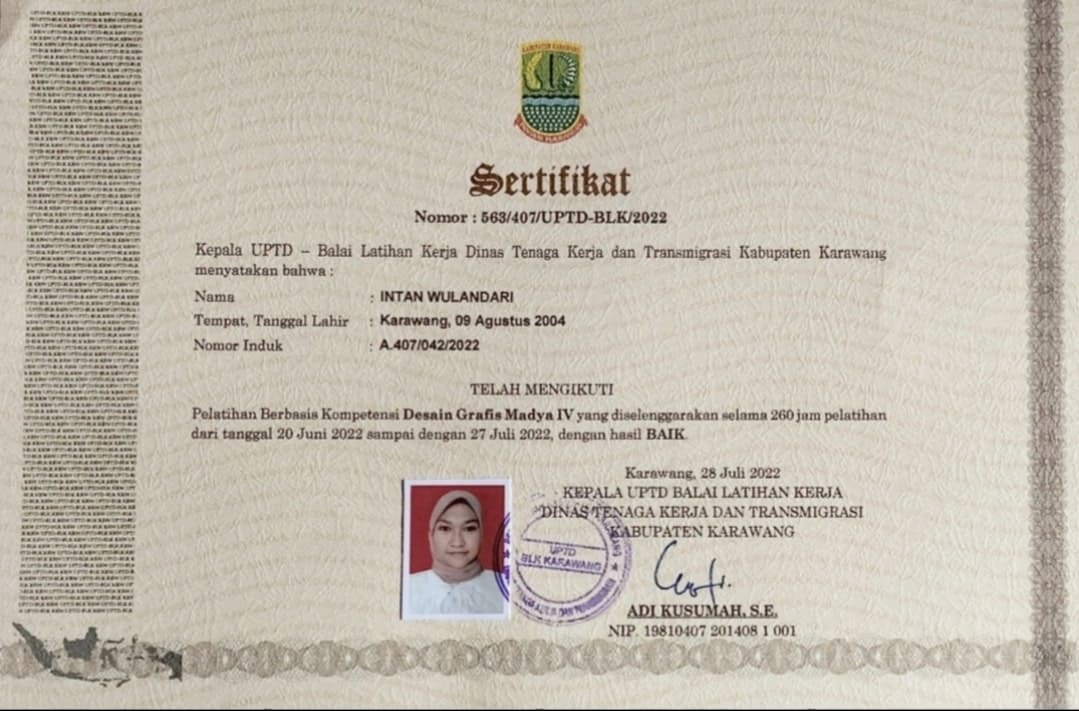 KABUPATEN KARAWANG
Sertifikat
Nomor : 563/407/UPTD-BLK/2022
Kepala UPTD – Balai Latihan Kerja Dinas Tenaga Kerja dan Transmigrasi Kabupaten Karawang
menyatakan bahwa :
Nama : INTAN WULANDARI
Tempat, Tanggal Lahir : Karawang, 09 Agustus 2004
Nomor Induk : A.407/042/2022
TELAH MENGIKUTI
Pelatihan Berbasis Kompetensi Desain Grafis Madya IV yang diselenggarakan selama 260 jam pelatihan
dari tanggal 20 Juni 2022 sampai dengan 27 Juli 2022, dengan hasil BAIK.
Karawang, 28 Juli 2022
KEPALA UPTD BALAI LATIHAN KERJA
DINAS TENAGA KERJA DAN TRANSMIGRASI
KABUPATEN KARAWANG
UPTD
BLK KARAWANG
ADI KUSUMAH, S.E.
NIP. 19810407 201408 1 001